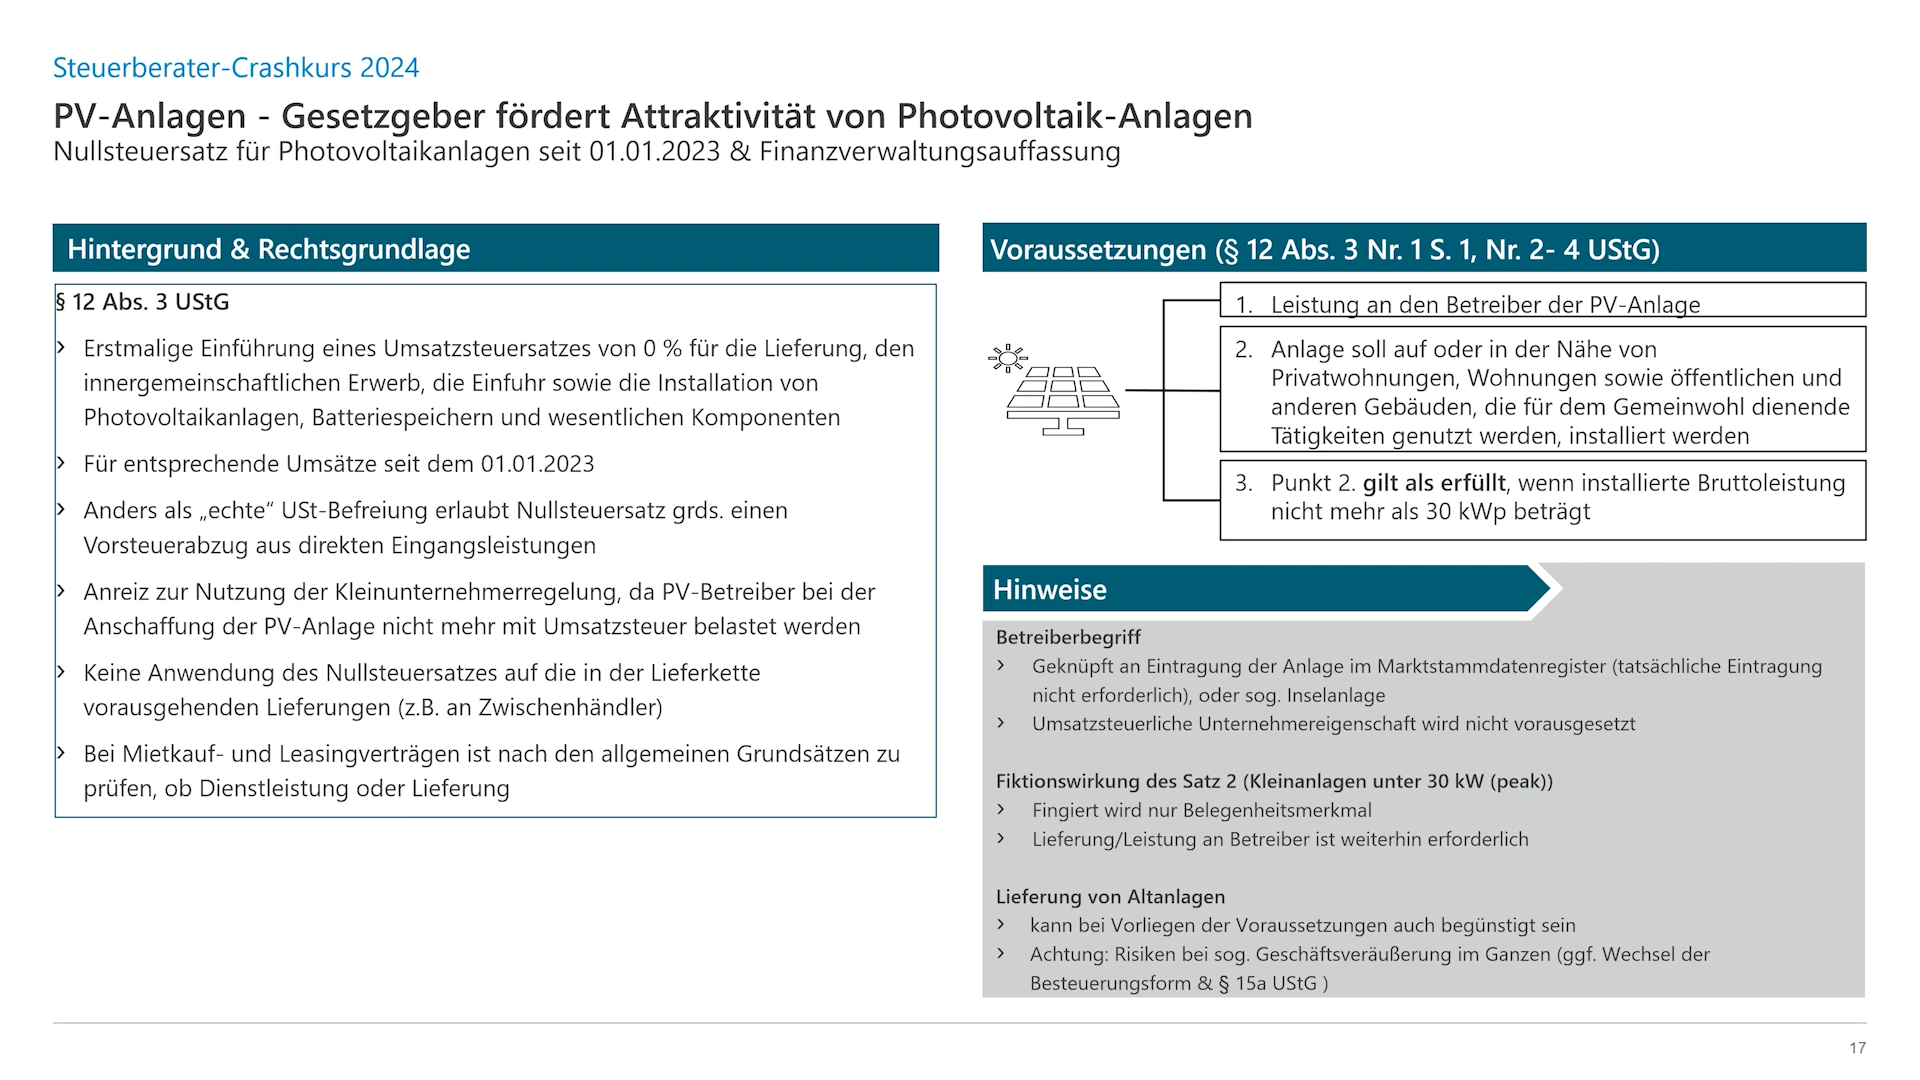 Steuerberater-Crashkurs 2024
PV-Anlagen - Gesetzgeber fördert Attraktivität von Photovoltaik-Anlagen
Nullsteuersatz für Photovoltaikanlagen seit 01.01.2023 & Finanzverwaltungsauffassung
Hintergrund & Rechtsgrundlage
§ 12 Abs. 3 UStG
› Erstmalige Einführung eines Umsatzsteuersatzes von 0 % für die Lieferung, den
innergemeinschaftlichen Erwerb, die Einfuhr sowie die Installation von
Photovoltaikanlagen, Batteriespeichern und wesentlichen Komponenten
› Für entsprechende Umsätze seit dem 01.01.2023
› Anders als „echte“ USt-Befreiung erlaubt Nullsteuersatz grds. einen
Vorsteuerabzug aus direkten Eingangsleistungen
› Anreiz zur Nutzung der Kleinunternehmerregelung, da PV-Betreiber bei der
Anschaffung der PV-Anlage nicht mehr mit Umsatzsteuer belastet werden
› Keine Anwendung des Nullsteuersatzes auf die in der Lieferkette
vorausgehenden Lieferungen (z.B. an Zwischenhändler)
› Bei Mietkauf- und Leasingverträgen ist nach den allgemeinen Grundsätzen zu
prüfen, ob Dienstleistung oder Lieferung
Voraussetzungen (§ 12 Abs. 3 Nr. 1 S. 1, Nr. 2- 4 UStG)
1. Leistung an den Betreiber der PV-Anlage
2. Anlage soll auf oder in der Nähe von
Privatwohnungen, Wohnungen sowie öffentlichen und
anderen Gebäuden, die für dem Gemeinwohl dienende
Tätigkeiten genutzt werden, installiert werden
3. Punkt 2. gilt als erfüllt, wenn installierte Bruttoleistung
nicht mehr als 30 kWp beträgt
Hinweise
Betreiberbegriff
› Geknüpft an Eintragung der Anlage im Marktstammdatenregister (tatsächliche Eintragung
nicht erforderlich), oder sog. Inselanlage
› Umsatzsteuerliche Unternehmereigenschaft wird nicht vorausgesetzt
Fiktionswirkung des Satz 2 (Kleinanlagen unter 30 kW (peak))
› Fingiert wird nur Belegenheitsmerkmal
› Lieferung/Leistung an Betreiber ist weiterhin erforderlich
Lieferung von Altanlagen
› kann bei Vorliegen der Voraussetzungen auch begünstigt sein
› Achtung: Risiken bei sog. Geschäftsveräußerung im Ganzen (ggf. Wechsel der
Besteuerungsform & § 15a UStG )
17